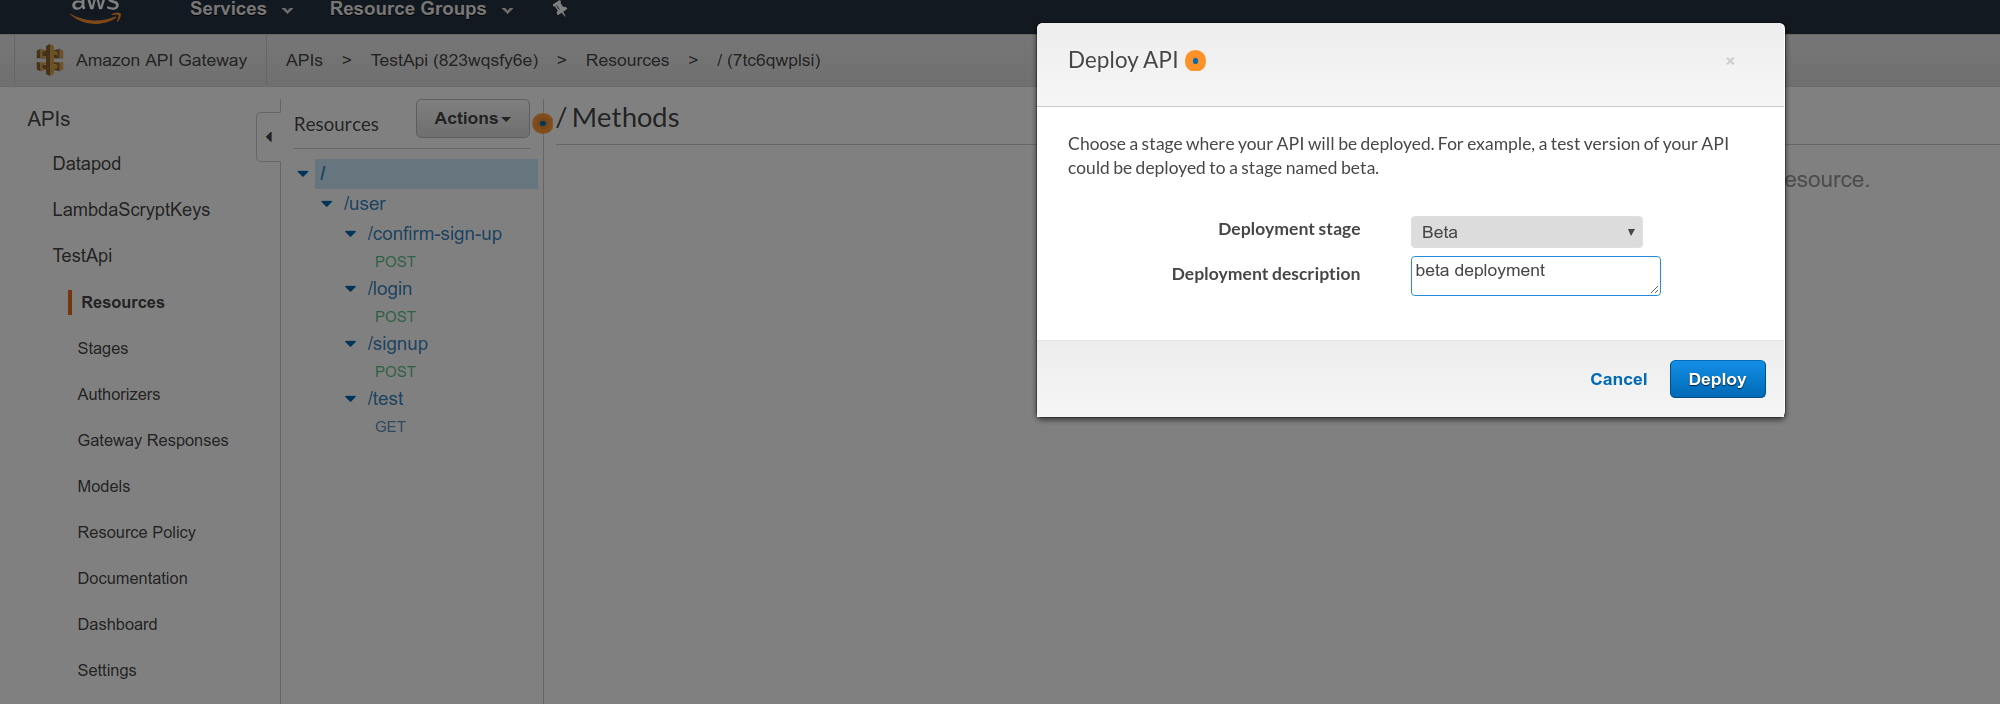 aws Services Resource Groups
Amazon API Gateway APIs > TestApi (823wqsfy6e) > Resources > / (7tc6qwplsi)
APIs
Datapod
LambdaScryptKeys
TestApi
Resources
Stages
Authorizers
Gateway Responses
Models
Resource Policy
Documentation
Dashboard
Settings
Resources
Actions
/
/user
/confirm-sign-up
POST
/login
POST
/signup
POST
/test
GET
/ Methods
esource.
Deploy API
×
Choose a stage where your API will be deployed. For example, a test version of your API
could be deployed to a stage named beta.
Deployment stage Beta
Deployment description beta deployment
Cancel Deploy